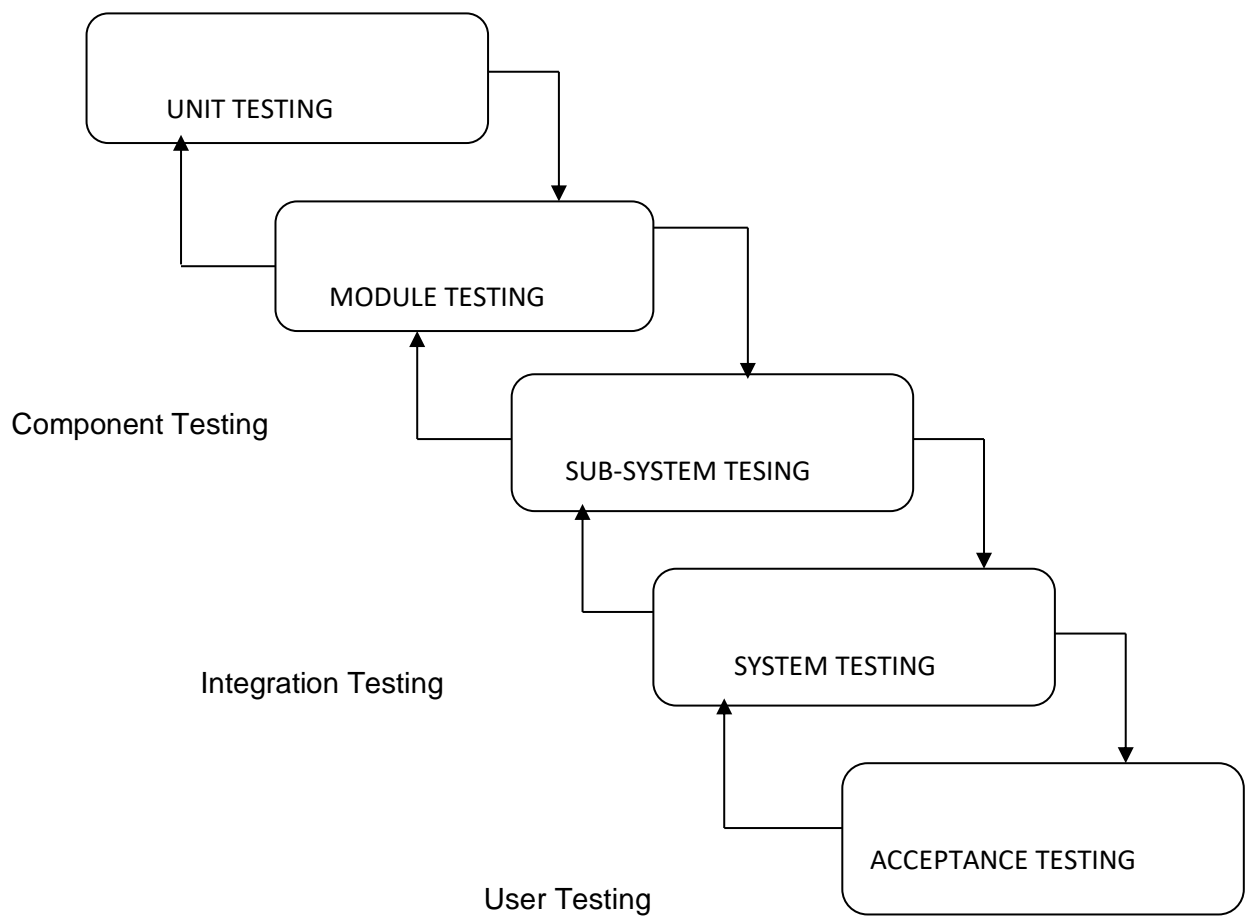 UNIT TESTING
MODULE TESTING
Component Testing
SUB-SYSTEM TESING
SYSTEM TESTING
Integration Testing
ACCEPTANCE TESTING
User Testing